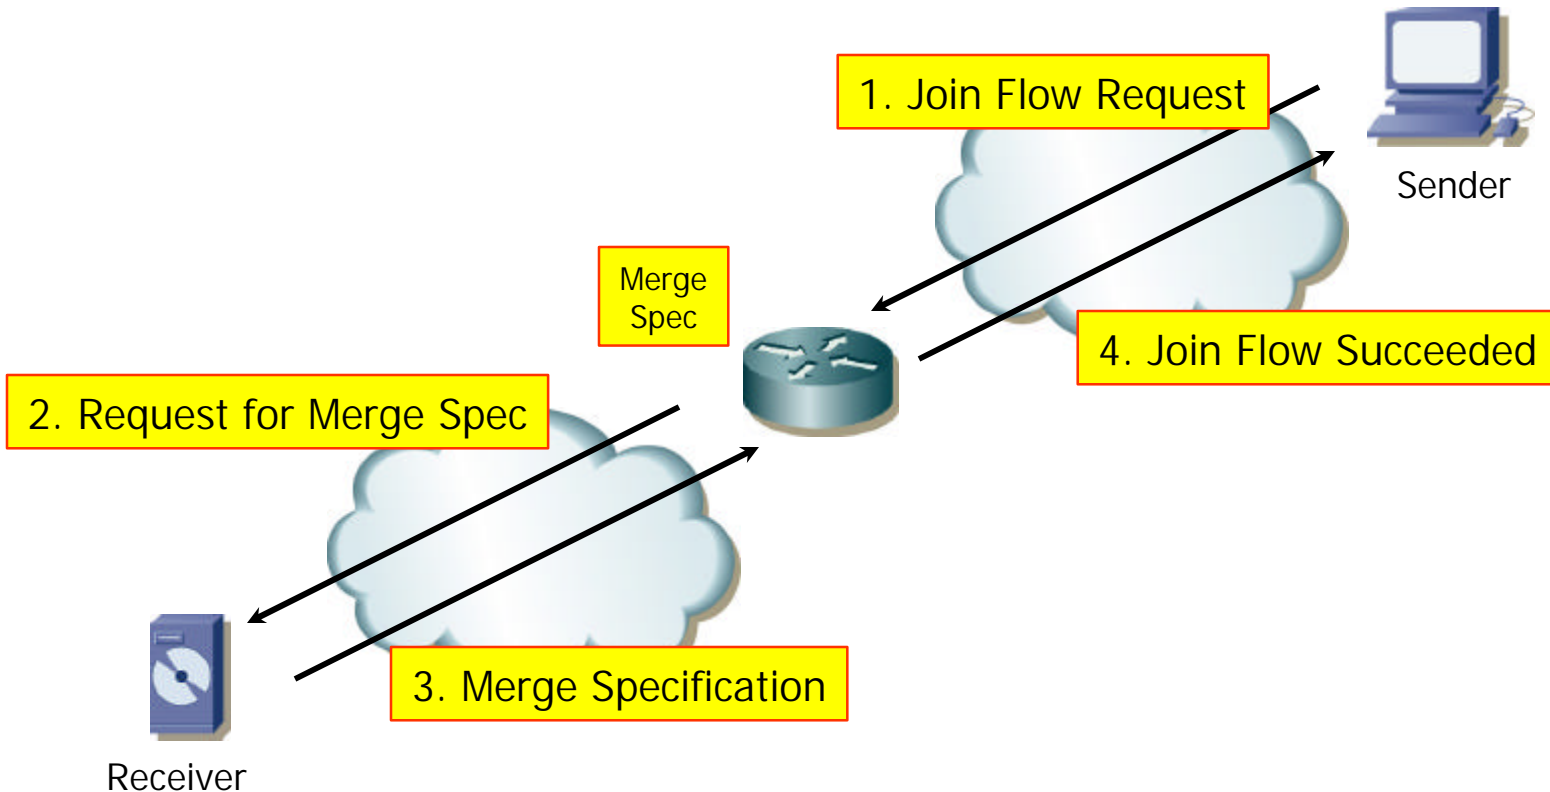 1. Join Flow Request
Sender
Merge
Spec
4. Join Flow Succeeded
2. Request for Merge Spec
3. Merge Specification
Receiver